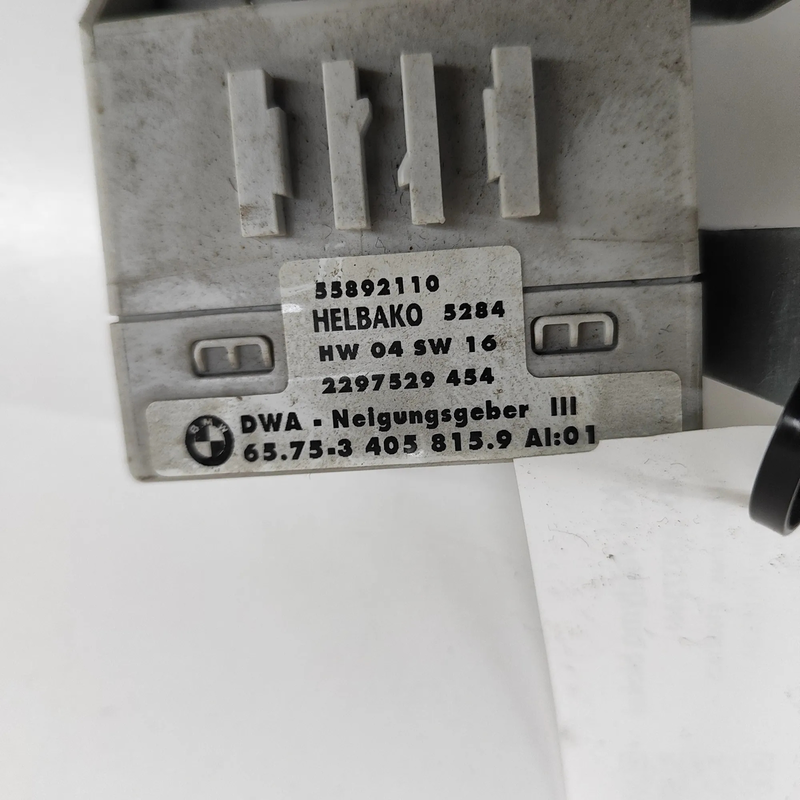 55892110
HELBAKO 5284
HW 04 SW 16
2297529 454
DWA - Neigungsgeber III
65.75-3 405 815.9 AI:01